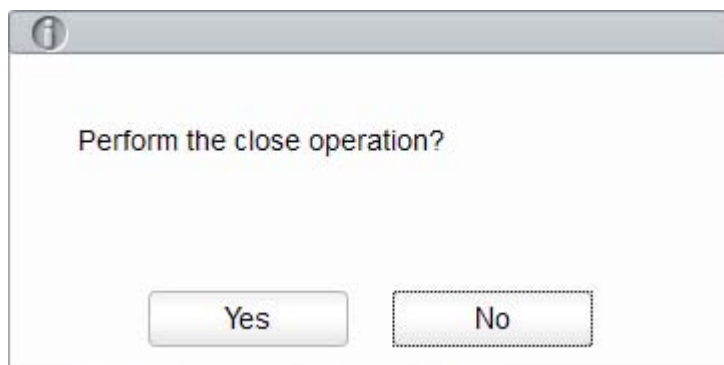 Perform the close operation?
Yes No